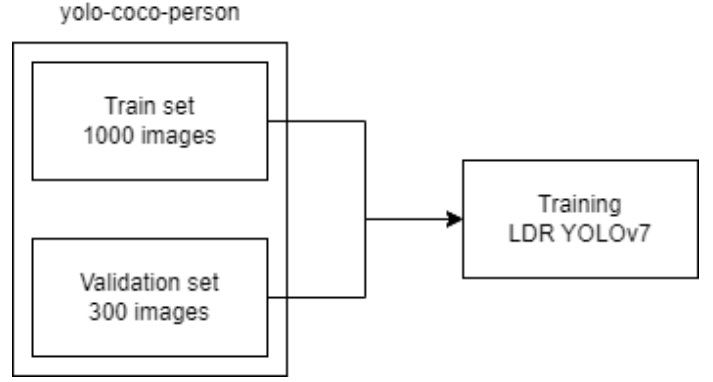 yolo-coco-person
Train set
1000 images
Training
LDR YOLOv7
Validation set
300 images